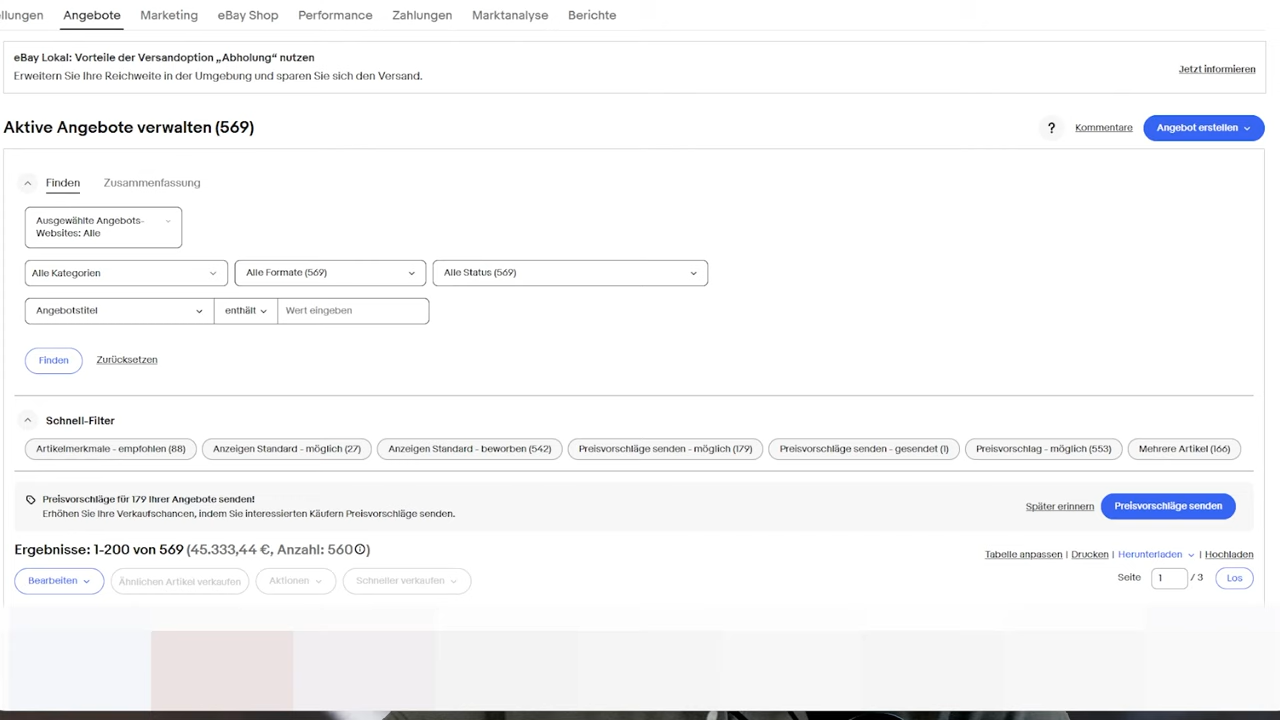 ellungen Angebote Marketing eBay Shop Performance Zahlungen Marktanalyse Berichte
eBay Lokal: Vorteile der Versandoption „Abholung“ nutzen
Erweitern Sie Ihre Reichweite in der Umgebung und sparen Sie sich den Versand.
Jetzt informieren
Aktive Angebote verwalten (569)
? Kommentare Angebot erstellen
Finden Zusammenfassung
Ausgewählte Angebots-
Websites: Alle
Alle Kategorien Alle Formate (569) Alle Status (569)
Angebotstitel enthält Wert eingeben
Finden Zurücksetzen
Schnell-Filter
Artikelmerkmale - empfohlen (88) Anzeigen Standard - möglich (27) Anzeigen Standard - beworben (542) Preisvorschläge senden - möglich (179) Preisvorschläge senden - gesendet (1) Preisvorschlag - möglich (553) Mehrere Artikel (166)
Preisvorschläge für 179 Ihrer Angebote senden!
Erhöhen Sie Ihre Verkaufschancen, indem Sie interessierten Käufern Preisvorschläge senden.
Später erinnern Preisvorschläge senden
Ergebnisse: 1-200 von 569 (45.333,44 €, Anzahl: 560)
Tabelle anpassen | Drucken | Herunterladen | Hochladen
Bearbeiten Ähnlichen Artikel verkaufen Aktionen Schneller verkaufen
Seite 1 / 3 Los